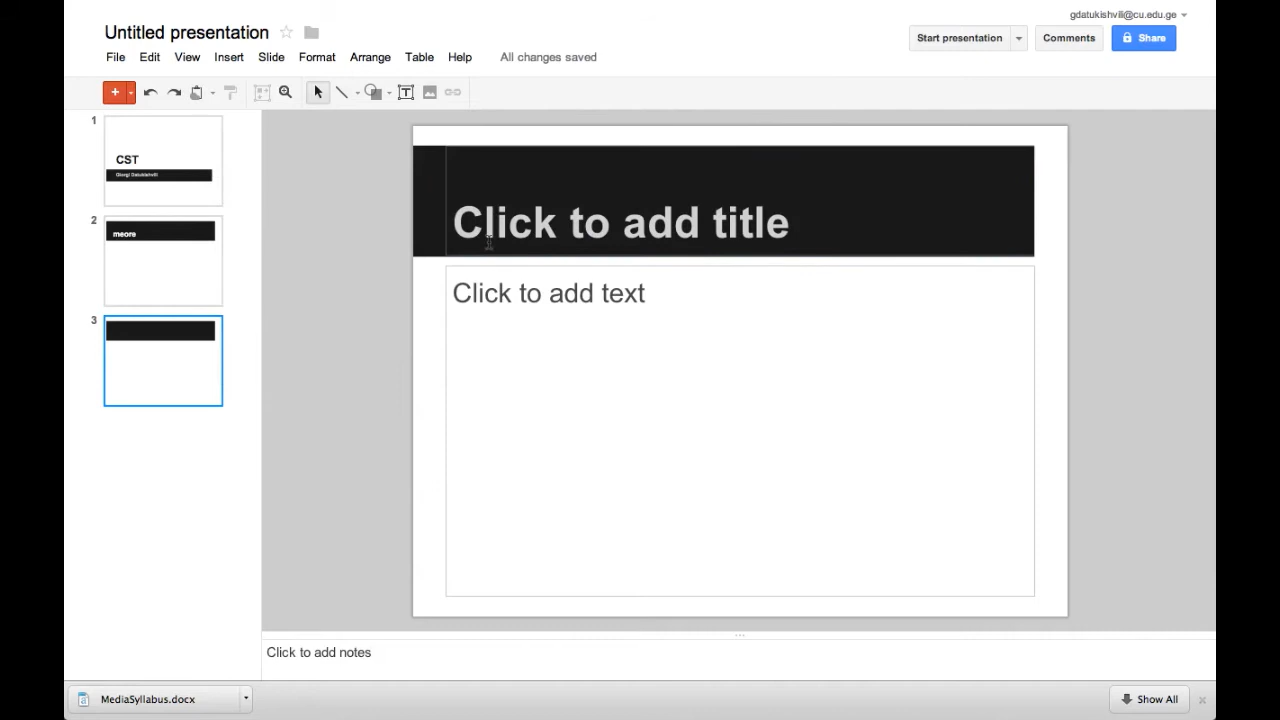 gdatukishvili@cu.edu.ge
Untitled presentation
Start presentation
Comments
Share
File Edit View Insert Slide Format Arrange Table Help All changes saved
1
CST
Giorgi Datukishvili
2
meore
3
Click to add title
Click to add text
Click to add notes
MediaSyllabus.docx
Show All